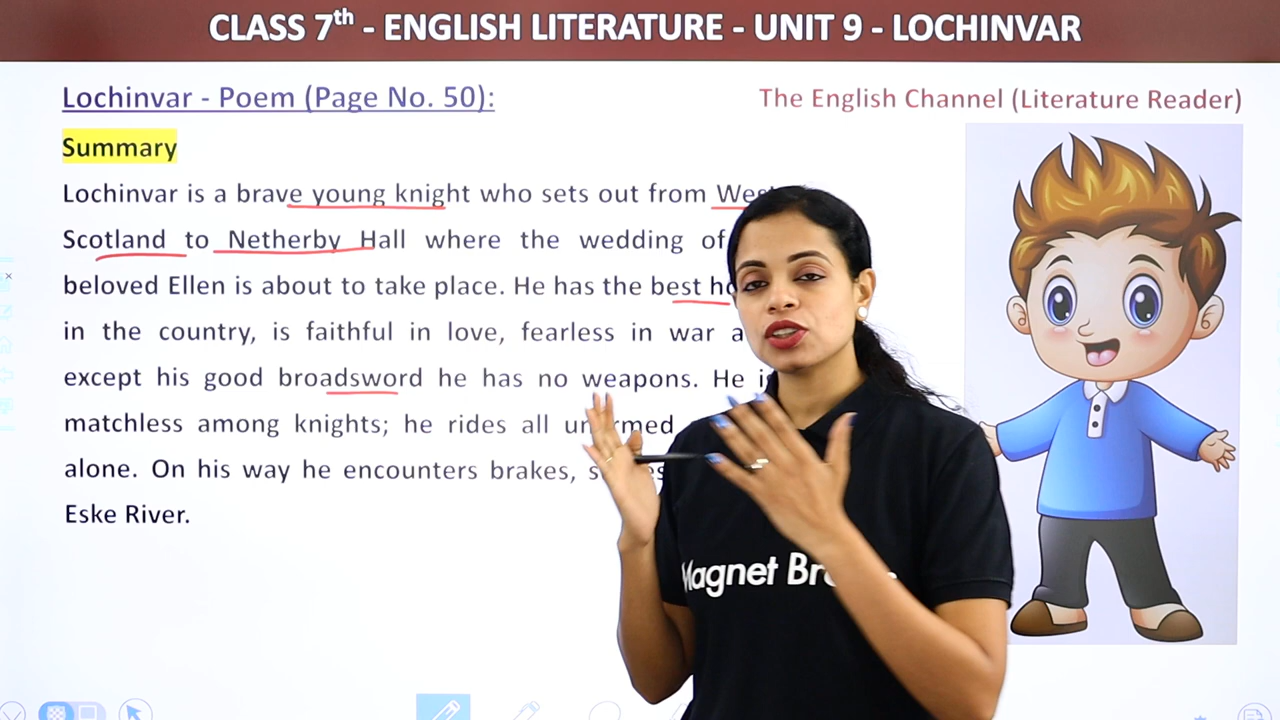 CLASS 7th - ENGLISH LITERATURE - UNIT 9 - LOCHINVAR
Lochinvar - Poem (Page No. 50):
The English Channel (Literature Reader)
Summary
Lochinvar is a brave young knight who sets out from
Scotland to Netherby Hall where the wedding of
beloved Ellen is about to take place. He has the best
in the country, is faithful in love, fearless in war
except his good broadsword he has no weapons. He
matchless among knights; he rides all
alone. On his way he encounters brakes,
Eske River.
Magnet